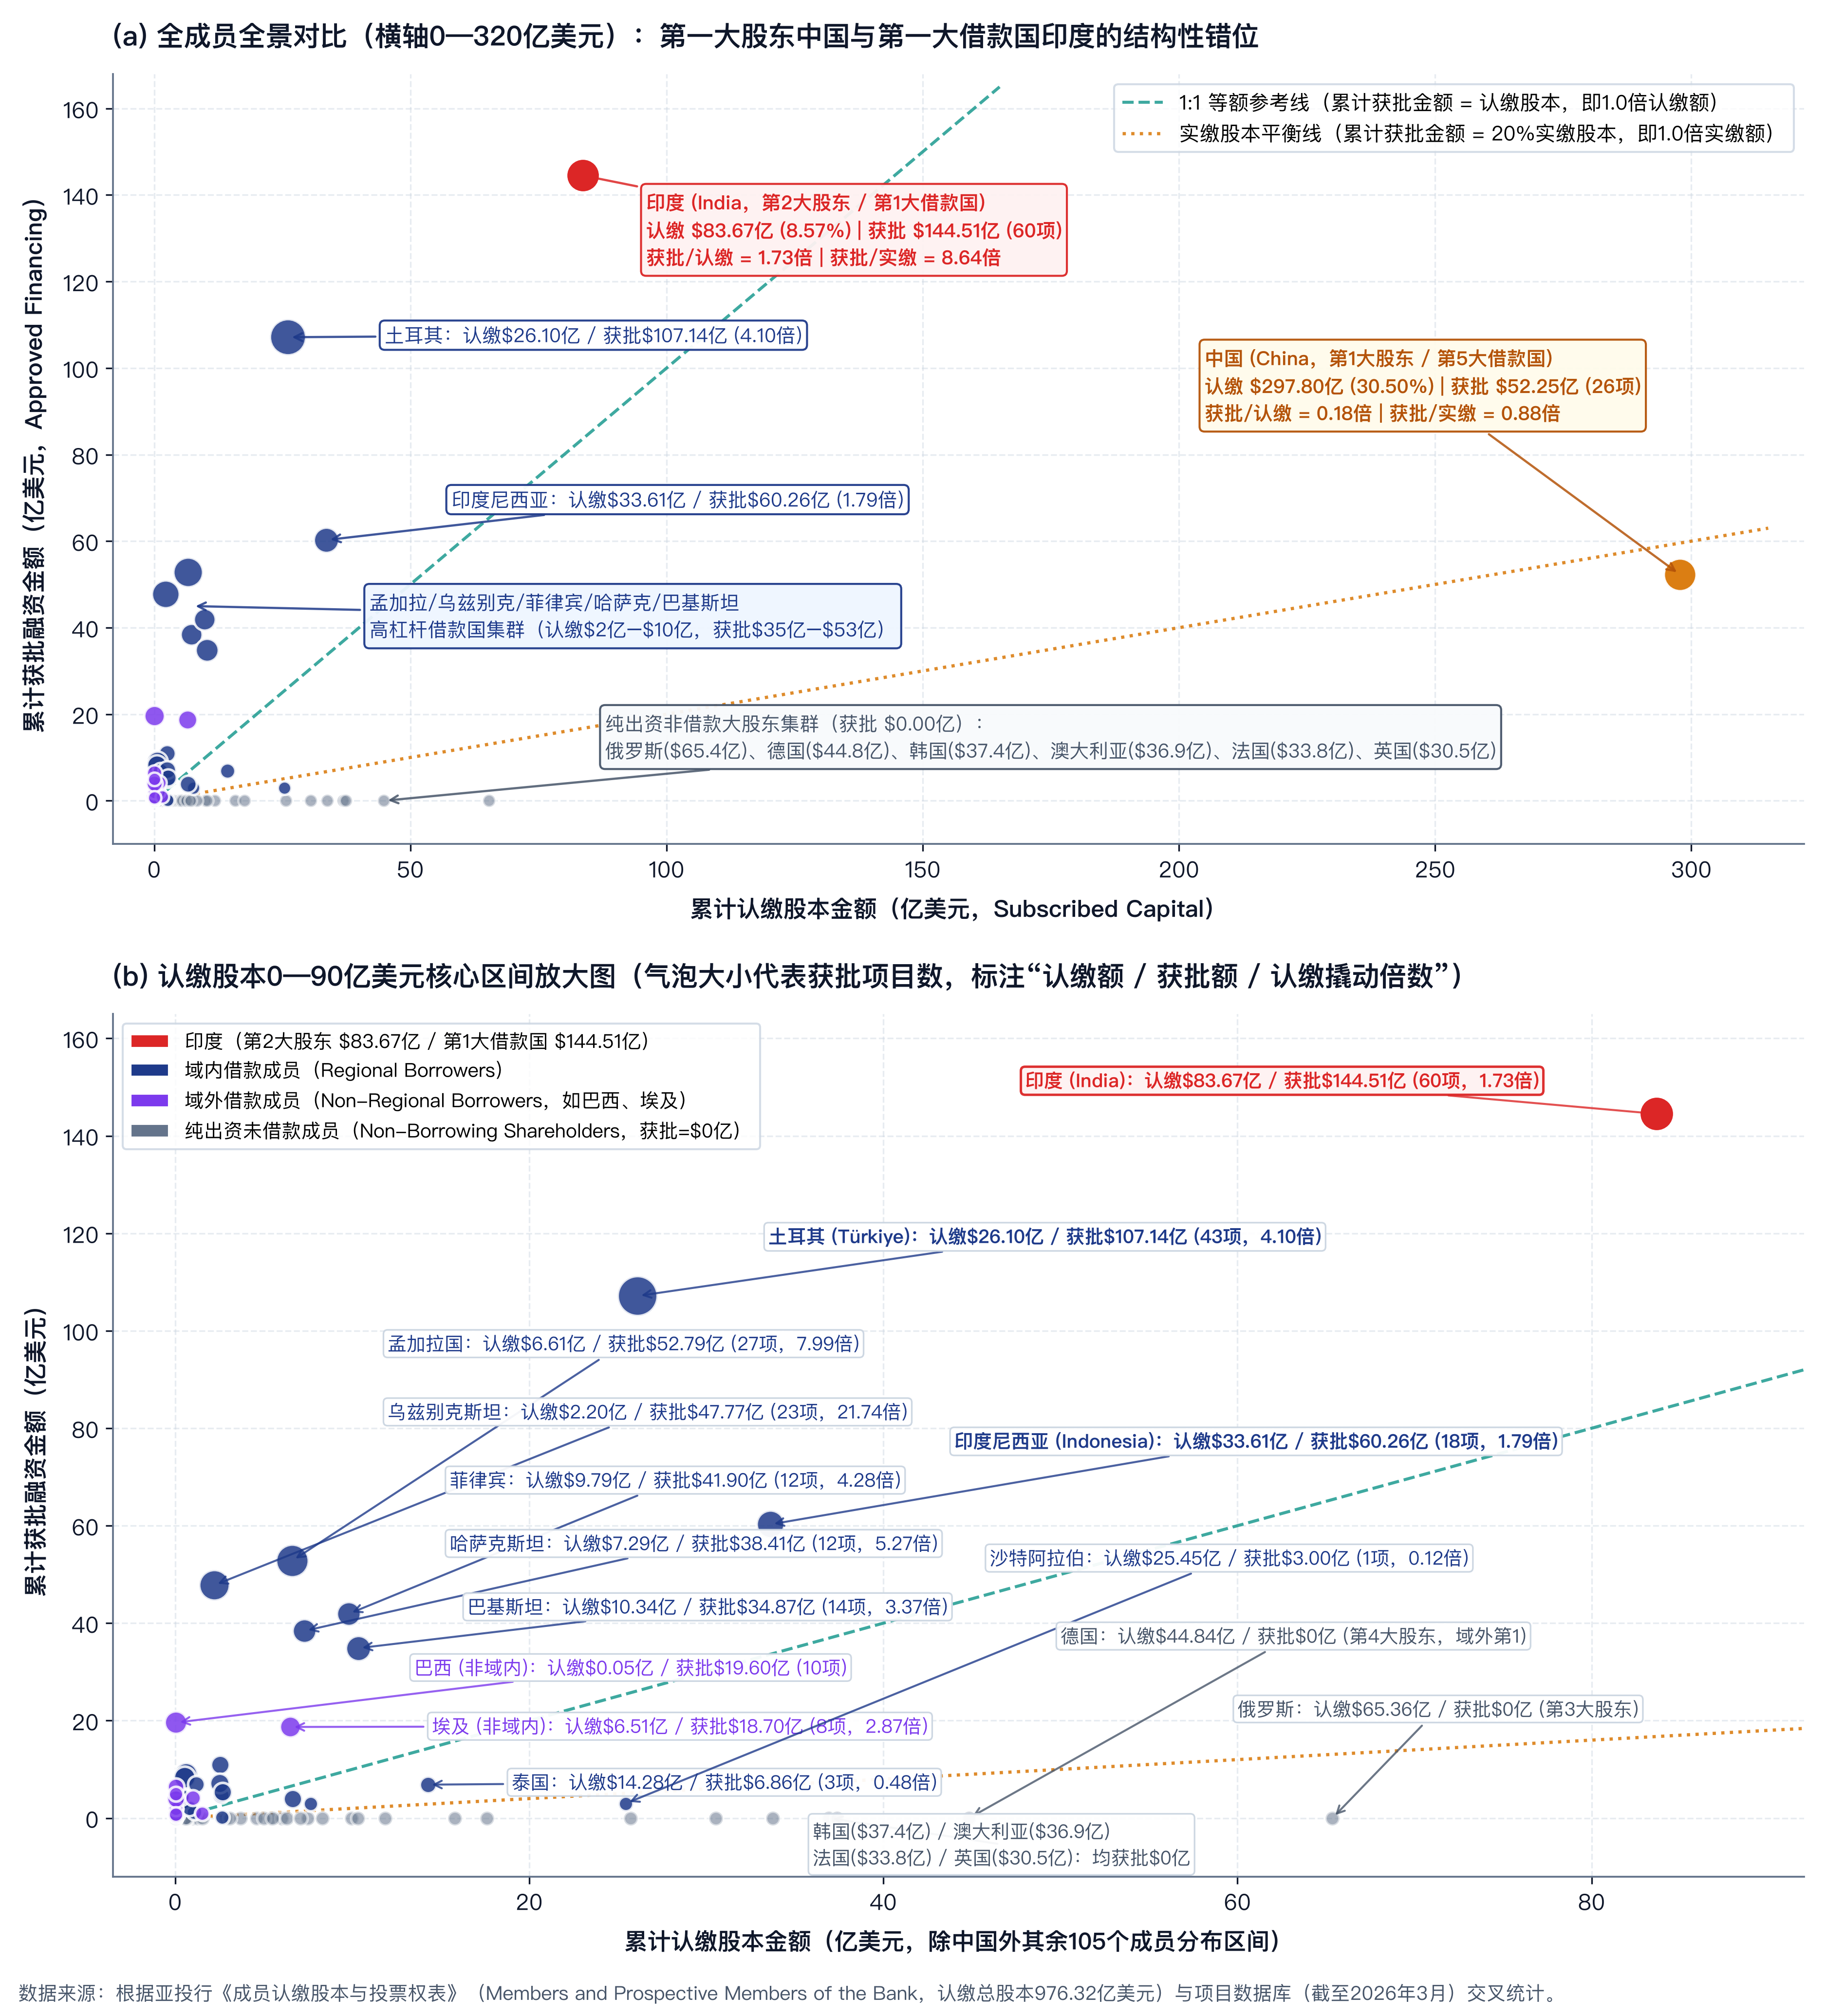 (a) 全成员全景对比（横轴0—320亿美元）：第一大股东中国与第一大借款国印度的结构性错位
累计获批融资金额（亿美元，Approved Financing）
160
140
120
100
80
60
40
20
0
1:1 等额参考线（累计获批金额 = 认缴股本，即1.0倍认缴额）
实缴股本平衡线（累计获批金额 = 20%实缴股本，即1.0倍实缴额）
印度 (India，第2大股东 / 第1大借款国)
认缴 $83.67亿 (8.57%) | 获批 $144.51亿 (60项)
获批/认缴 = 1.73倍 | 获批/实缴 = 8.64倍
土耳其：认缴$26.10亿 / 获批$107.14亿 (4.10倍)
中国 (China，第1大股东 / 第5大借款国)
认缴 $297.80亿 (30.50%) | 获批 $52.25亿 (26项)
获批/认缴 = 0.18倍 | 获批/实缴 = 0.88倍
印度尼西亚：认缴$33.61亿 / 获批$60.26亿 (1.79倍)
孟加拉/乌兹别克/菲律宾/哈萨克/巴基斯坦
高杠杆借款国集群（认缴$2亿—$10亿，获批$35亿—$53亿）
纯出资非借款大股东集群（获批 $0.00亿）：
俄罗斯($65.4亿)、德国($44.8亿)、韩国($37.4亿)、澳大利亚($36.9亿)、法国($33.8亿)、英国($30.5亿)
0
50
100
150
200
250
300
累计认缴股本金额（亿美元，Subscribed Capital）
(b) 认缴股本0—90亿美元核心区间放大图（气泡大小代表获批项目数，标注“认缴额 / 获批额 / 认缴撬动倍数”）
累计获批融资金额（亿美元）
160
140
120
100
80
60
40
20
0
印度（第2大股东 $83.67亿 / 第1大借款国 $144.51亿）
域内借款成员（Regional Borrowers）
域外借款成员（Non-Regional Borrowers，如巴西、埃及）
纯出资未借款成员（Non-Borrowing Shareholders，获批=$0亿）
印度 (India)：认缴$83.67亿 / 获批$144.51亿 (60项，1.73倍)
土耳其 (Türkiye)：认缴$26.10亿 / 获批$107.14亿 (43项，4.10倍)
孟加拉国：认缴$6.61亿 / 获批$52.79亿 (27项，7.99倍)
乌兹别克斯坦：认缴$2.20亿 / 获批$47.77亿 (23项，21.74倍)
印度尼西亚 (Indonesia)：认缴$33.61亿 / 获批$60.26亿 (18项，1.79倍)
菲律宾：认缴$9.79亿 / 获批$41.90亿 (12项，4.28倍)
哈萨克斯坦：认缴$7.29亿 / 获批$38.41亿 (12项，5.27倍)
沙特阿拉伯：认缴$25.45亿 / 获批$3.00亿 (1项，0.12倍)
巴基斯坦：认缴$10.34亿 / 获批$34.87亿 (14项，3.37倍)
德国：认缴$44.84亿 / 获批$0亿 (第4大股东，域外第1)
巴西 (非域内)：认缴$0.05亿 / 获批$19.60亿 (10项)
俄罗斯：认缴$65.36亿 / 获批$0亿 (第3大股东)
埃及 (非域内)：认缴$6.51亿 / 获批$18.70亿 (8项，2.87倍)
泰国：认缴$14.28亿 / 获批$6.86亿 (3项，0.48倍)
韩国($37.4亿) / 澳大利亚($36.9亿)
法国($33.8亿) / 英国($30.5亿)：均获批$0亿
0
20
40
60
80
累计认缴股本金额（亿美元，除中国外其余105个成员分布区间）
数据来源：根据亚投行《成员认缴股本与投票权表》（Members and Prospective Members of the Bank，认缴总股本976.32亿美元）与项目数据库（截至2026年3月）交叉统计。